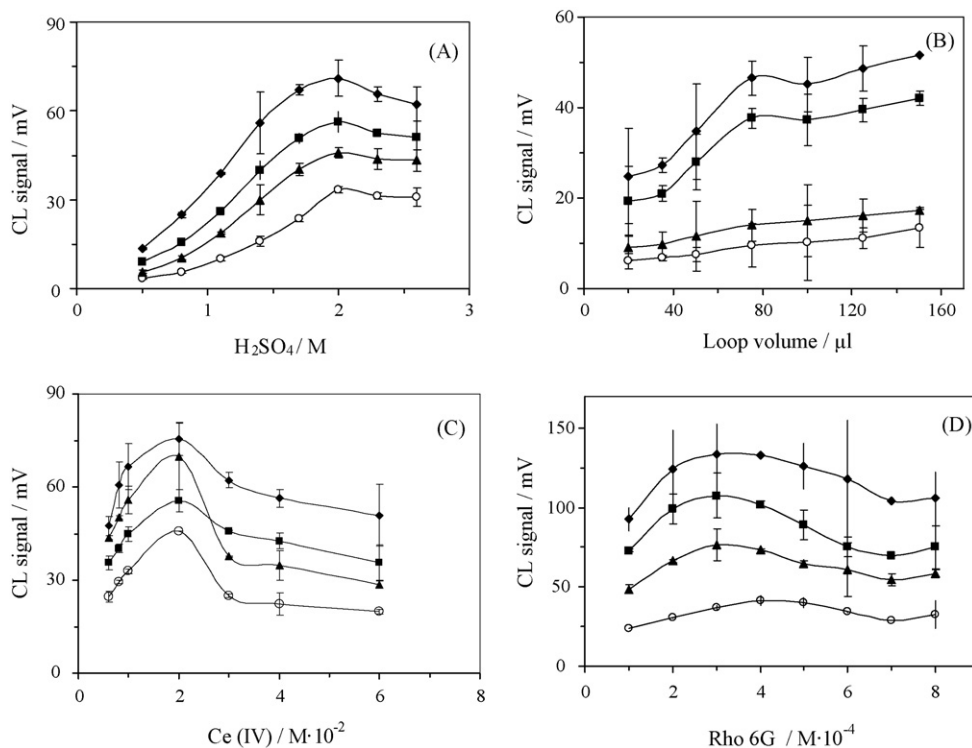 90
60
30
0
CL signal / mV
(A)
0
1
2
3
H₂SO₄ / M
60
40
20
0
CL signal / mV
(B)
0
40
80
120
160
Loop volume / µl
90
60
30
0
CL signal / mV
(C)
0
2
4
6
8
Ce (IV) / M·10⁻²
150
100
50
0
CL signal / mV
(D)
0
2
4
6
8
Rho 6G / M·10⁻⁴